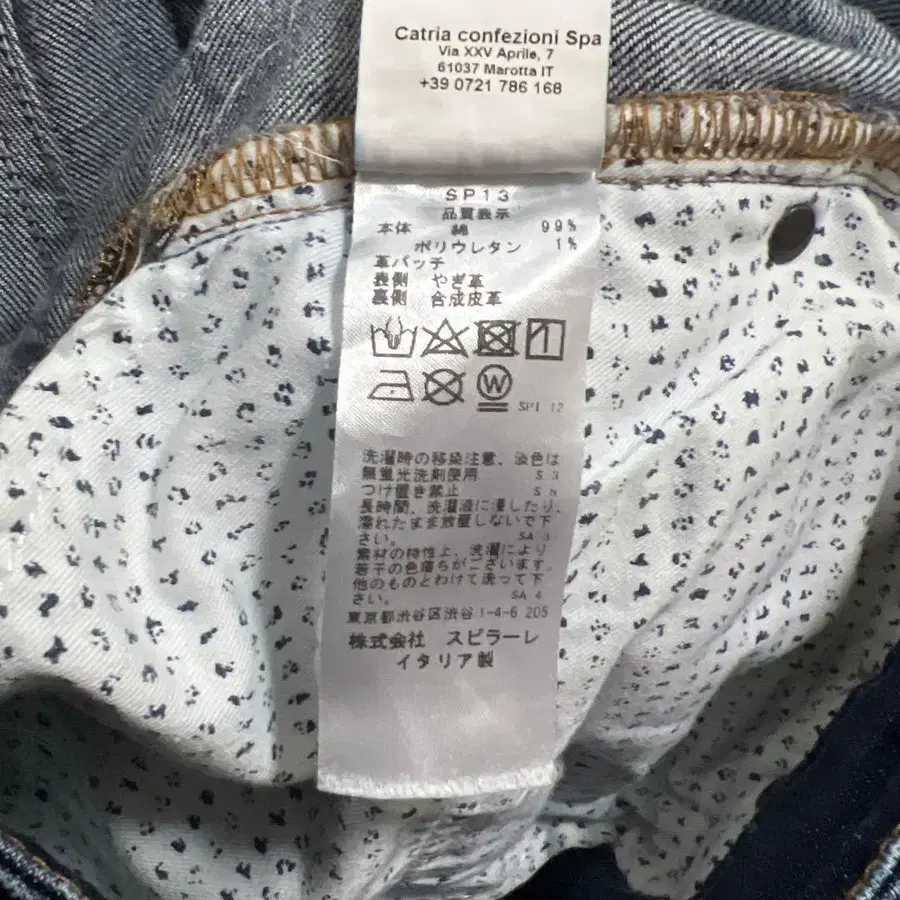 Catria confezioni Spa
Via XXV Aprile, 7
61037 Marotta IT
+39 0721 786 168
SP13
品質表示
本体 綿 99%
ポリウレタン 1%
革パッチ
表側 やぎ革
裏側 合成皮革
W
SPI 12
洗濯時の移染注意、淡色は
無蛍光洗剤使用 S 3
つけ置き禁止 S 5
長時間、洗濯液に浸したり、
濡れたまま放置しないで下
さい。 SA 3
素材の特性上、洗濯により
若干の色落ちがございます。
他のものとわけて洗って下
さい。 SA 4
東京都渋谷区渋谷1-4-6 205
株式会社 スピラーレ
イタリア製